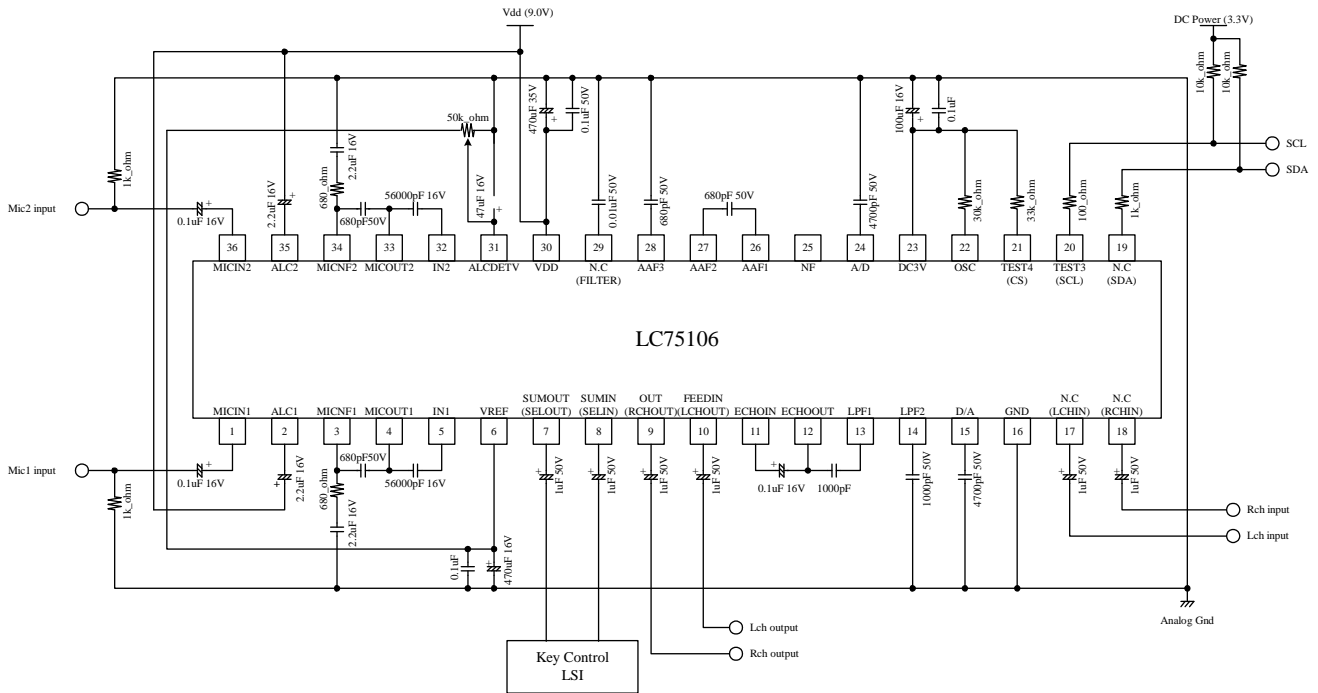 Vdd (9.0V)
DC Power (3.3V)
10k_ohm
10k_ohm
1k_ohm
680_ohm
2.2uF 16V
50k_ohm
470uF 35V
0.1uF 50V
100uF 16V
0.1uF
SCL
SDA
Mic2 input
0.1uF 16V
2.2uF 16V
680pF50V
56000pF 16V
47uF 16V
0.01uF 50V
680pF 50V
680pF 50V
4700pF 50V
30k_ohm
33k_ohm
100_ohm
1k_ohm
36
35
34
33
32
31
30
29
28
27
26
25
24
23
22
21
20
19
MICIN2
ALC2
MICNF2
MICOUT2
IN2
ALCDETV
VDD
N.C
(FILTER)
AAF3
AAF2
AAF1
NF
A/D
DC3V
OSC
TEST4
(CS)
TEST3
(SCL)
N.C
(SDA)
LC75106
MICIN1
ALC1
MICNF1
MICOUT1
IN1
VREF
SUMOUT
(SELOUT)
SUMIN
(SELIN)
OUT
(RCHOUT)
FEEDIN
(LCHOUT)
ECHOIN
ECHOOUT
LPF1
LPF2
D/A
GND
N.C
(LCHIN)
N.C
(RCHIN)
1
2
3
4
5
6
7
8
9
10
11
12
13
14
15
16
17
18
Mic1 input
0.1uF 16V
1k_ohm
2.2uF 16V
680_ohm
680pF50V
56000pF 16V
2.2uF 16V
0.1uF
470uF 16V
1uF 50V
1uF 50V
1uF 50V
1uF 50V
0.1uF 16V
1000pF
1000pF 50V
4700pF 50V
1uF 50V
1uF 50V
Rch input
Lch input
Analog Gnd
Lch output
Rch output
Key Control
LSI